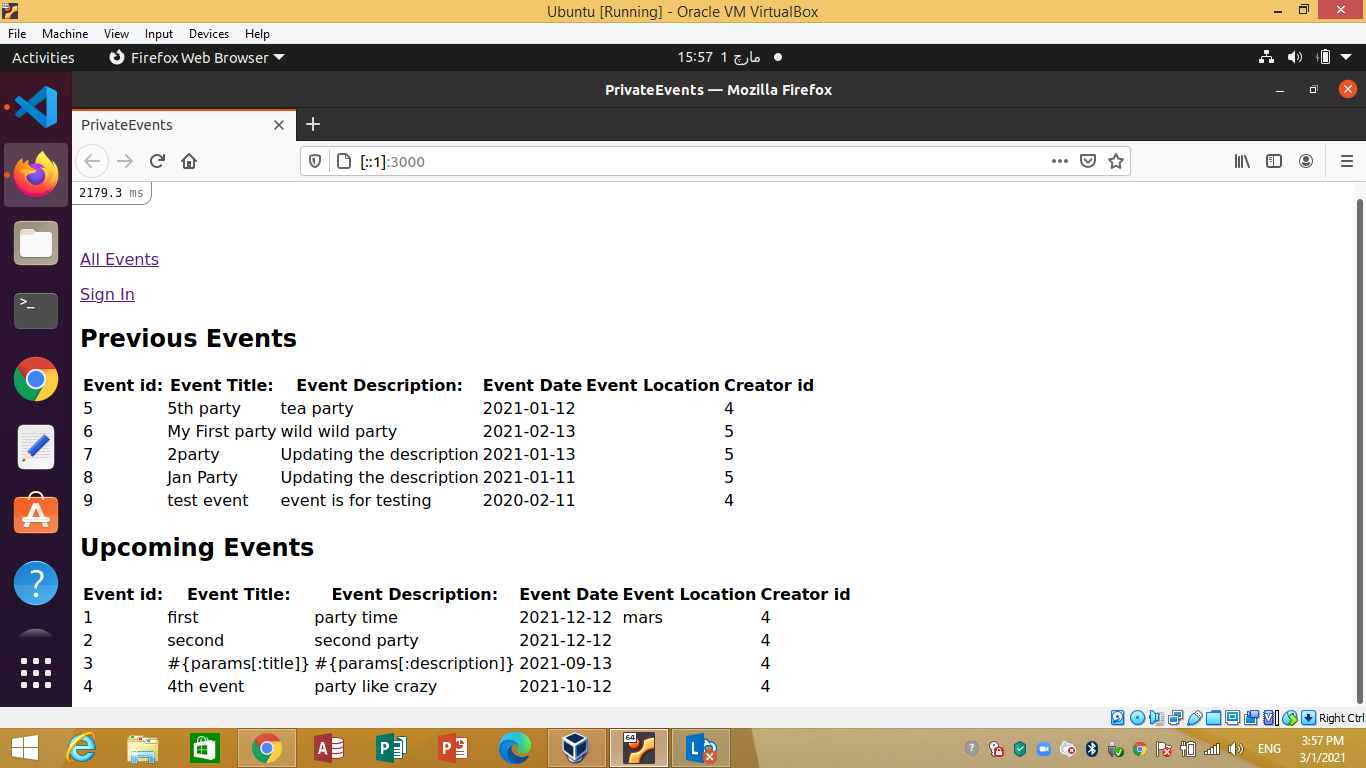 Ubuntu [Running] - Oracle VM VirtualBox
File Machine View Input Devices Help
Activities Firefox Web Browser 15:57 1 مارچ
PrivateEvents — Mozilla Firefox
PrivateEvents
[::1]:3000
2179.3 ms
All Events
Sign In
Previous Events
Event id: Event Title: Event Description: Event Date Event Location Creator id
5 5th party tea party 2021-01-12 4
6 My First party wild wild party 2021-02-13 5
7 2party Updating the description 2021-01-13 5
8 Jan Party Updating the description 2021-01-11 5
9 test event event is for testing 2020-02-11 4
Upcoming Events
Event id: Event Title: Event Description: Event Date Event Location Creator id
1 first party time 2021-12-12 mars 4
2 second second party 2021-12-12 4
3 #{params[:title]} #{params[:description]} 2021-09-13 4
4 4th event party like crazy 2021-10-12 4
Right Ctrl
64
ENG
3:57 PM
3/1/2021